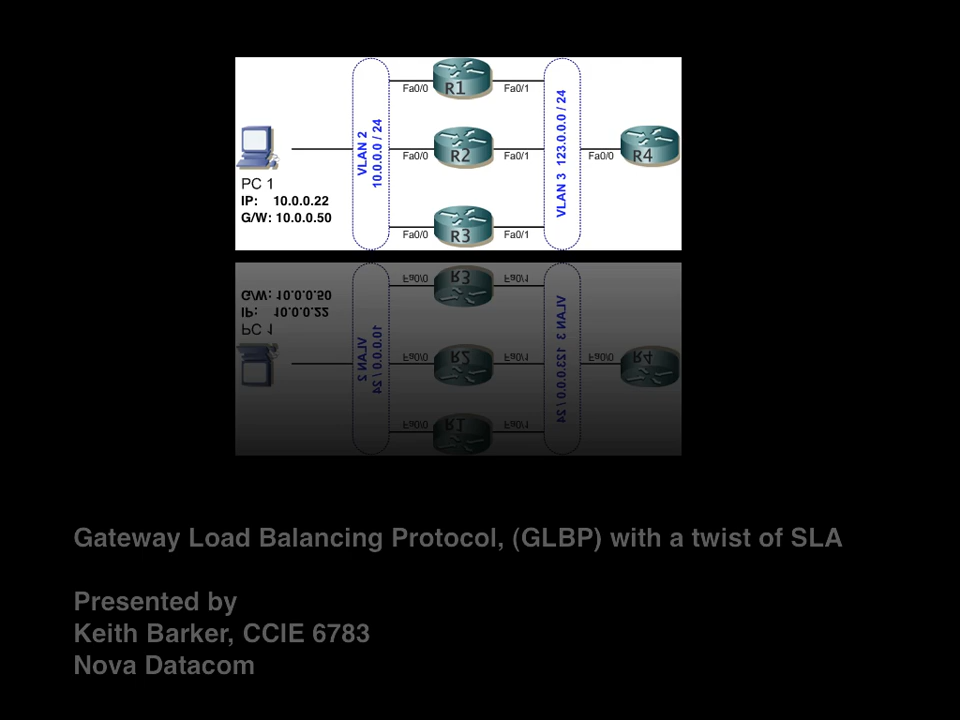 Fa0/0 R1 Fa0/1
VLAN 2
10.0.0.0 / 24
Fa0/0 R2 Fa0/1
VLAN 3 123.0.0.0 / 24
Fa0/0 R4
PC 1
IP: 10.0.0.22
G/W: 10.0.0.50
Fa0/0 R3 Fa0/1
Gateway Load Balancing Protocol, (GLBP) with a twist of SLA
Presented by
Keith Barker, CCIE 6783
Nova Datacom